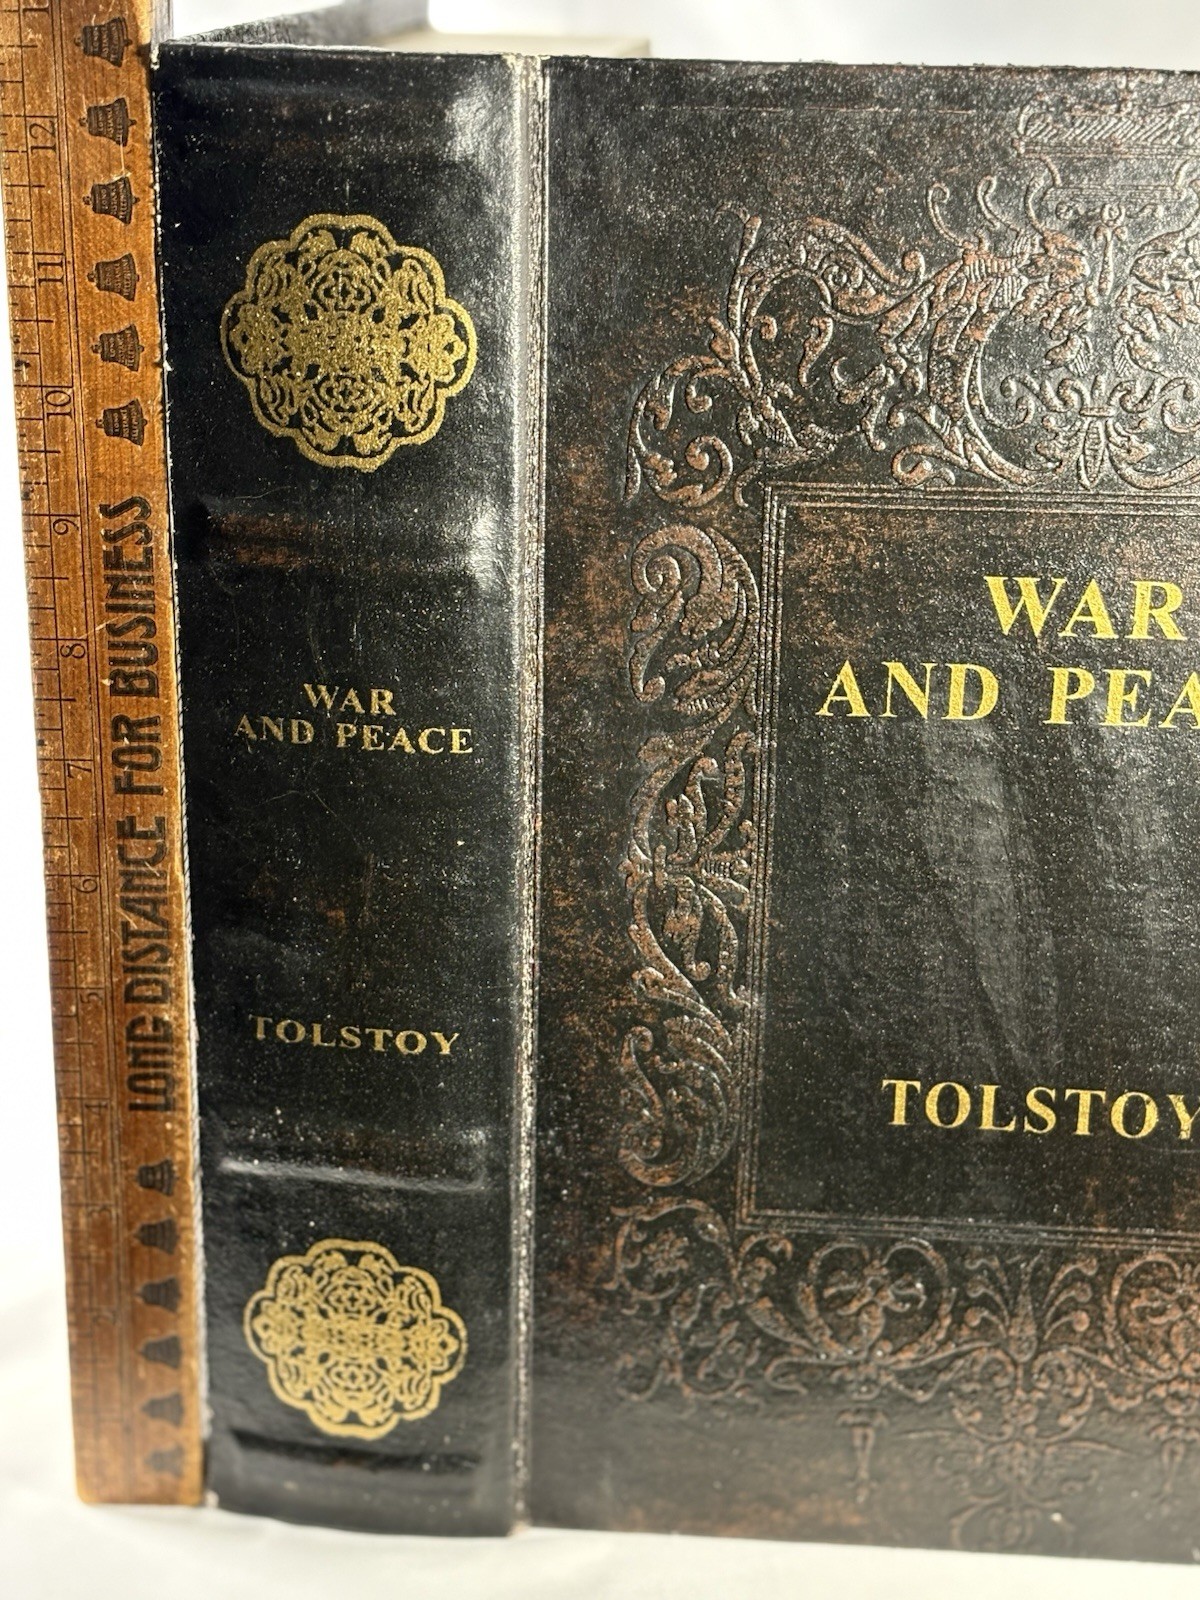 12
11
10
9
8
7
6
5
4
3
2
LONG DISTANCE FOR BUSINESS
WAR
AND PEACE
TOLSTOY
WAR
AND PEA
TOLSTOY